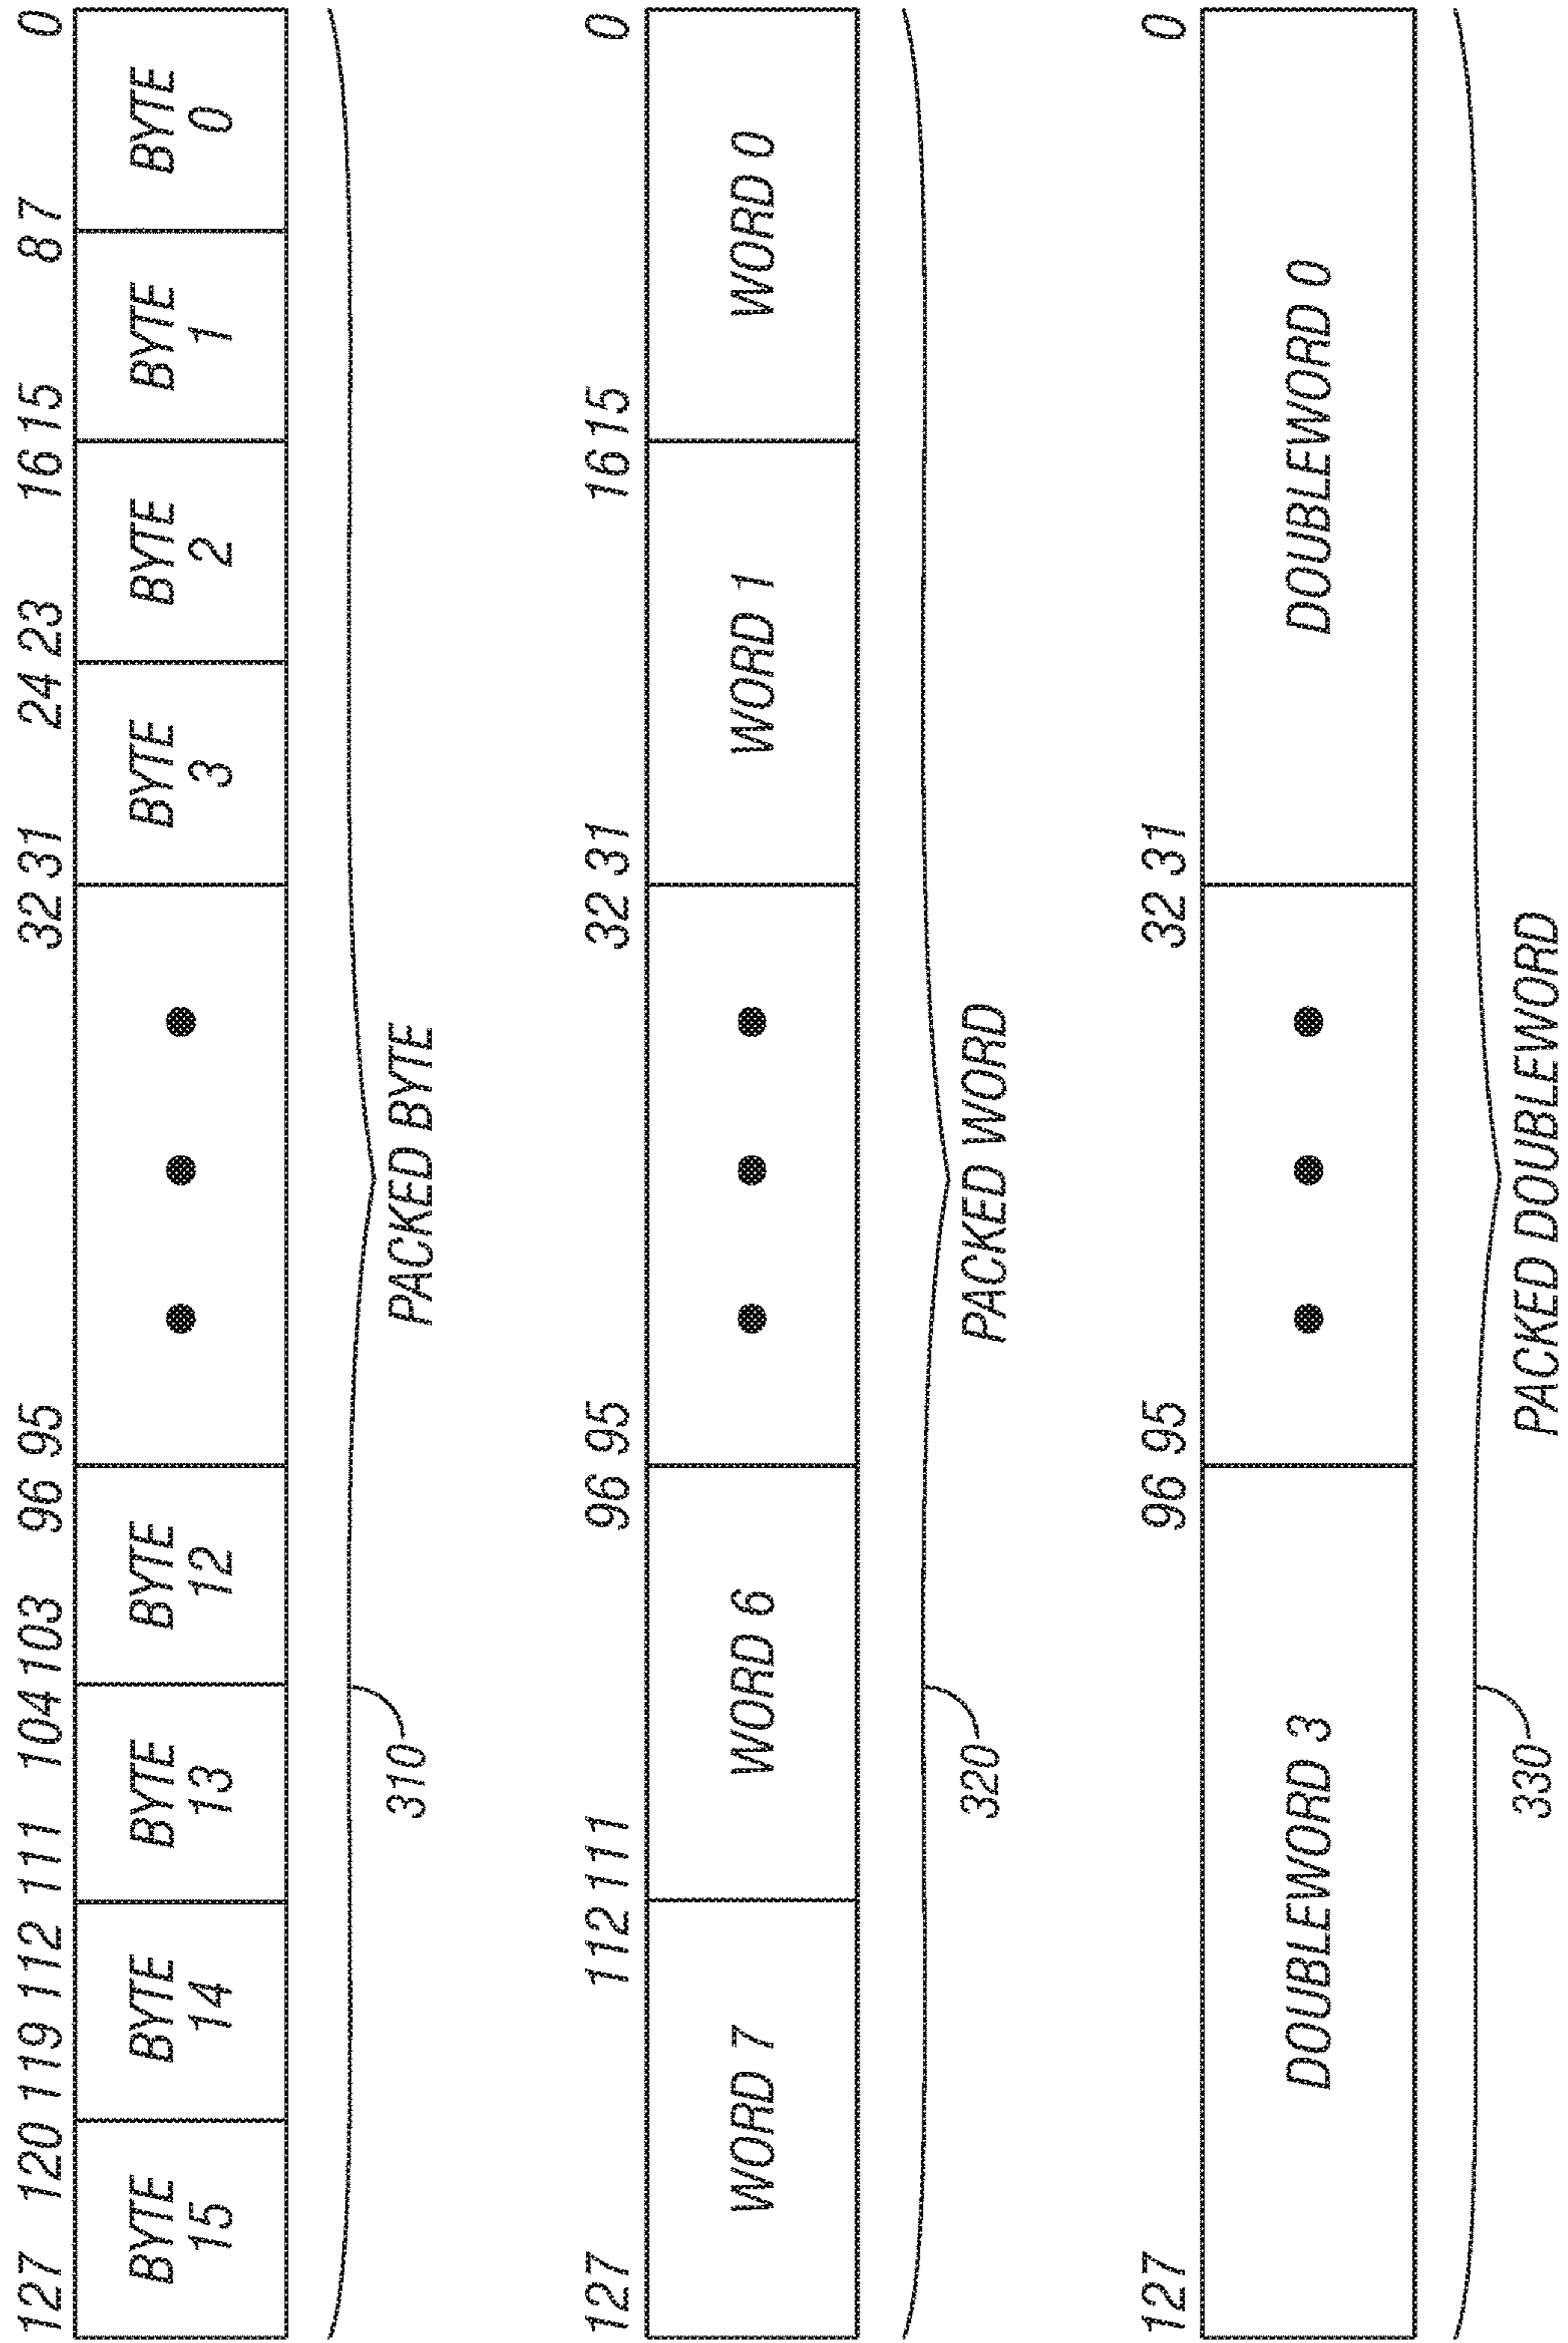 127 120 119 112 111 104 103 96 95 32 31 24 23 16 15 8 7 0
BYTE BYTE BYTE BYTE BYTE BYTE BYTE BYTE
15 14 13 12 3 2 1 0
310
PACKED BYTE
127 112 111 96 95 32 31 16 15 0
WORD 7 WORD 6 WORD 1 WORD 0
320
PACKED WORD
127 96 95 32 31 0
DOUBLEWORD 3 DOUBLEWORD 0
330
PACKED DOUBLEWORD